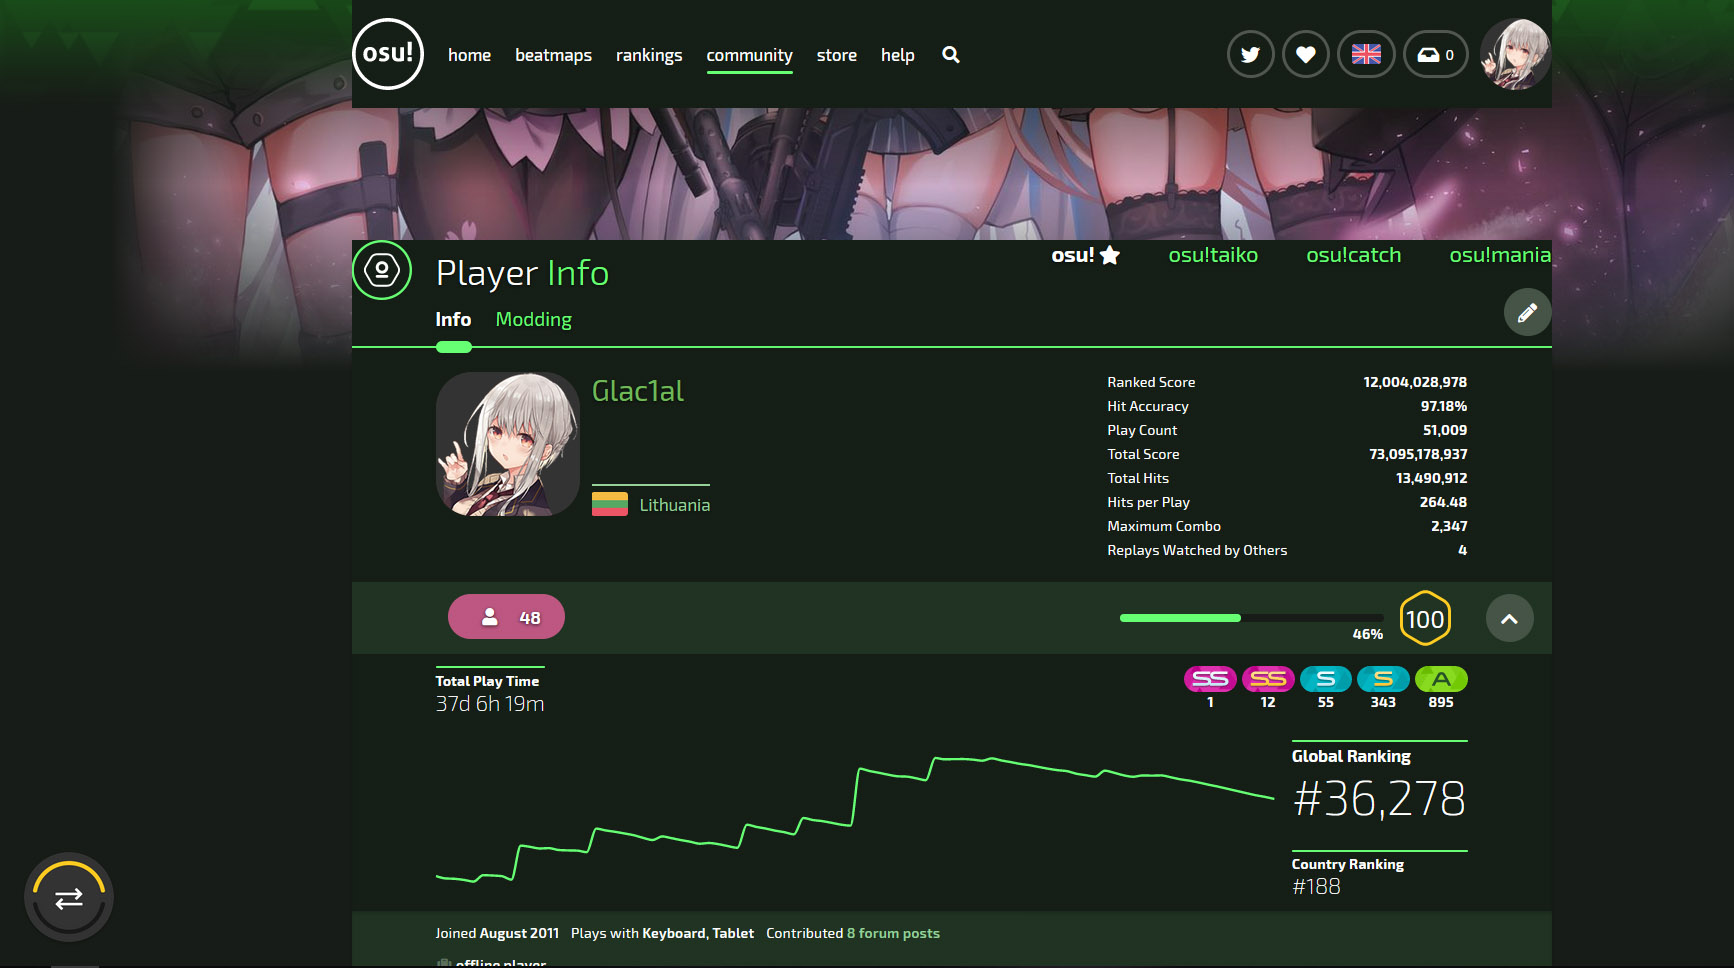 osu! home beatmaps rankings community store help 0
osu! osu!taiko osu!catch osu!mania
Player Info
Info Modding
Glac1al
Lithuania
Ranked Score 12,004,028,978
Hit Accuracy 97.18%
Play Count 51,009
Total Score 73,095,178,937
Total Hits 13,490,912
Hits per Play 264.48
Maximum Combo 2,347
Replays Watched by Others 4
48
46%
100
Total Play Time
37d 6h 19m
SS SS S S A
1 12 55 343 895
Global Ranking
#36,278
Country Ranking
#188
Joined August 2011 Plays with Keyboard, Tablet Contributed 8 forum posts
offline player